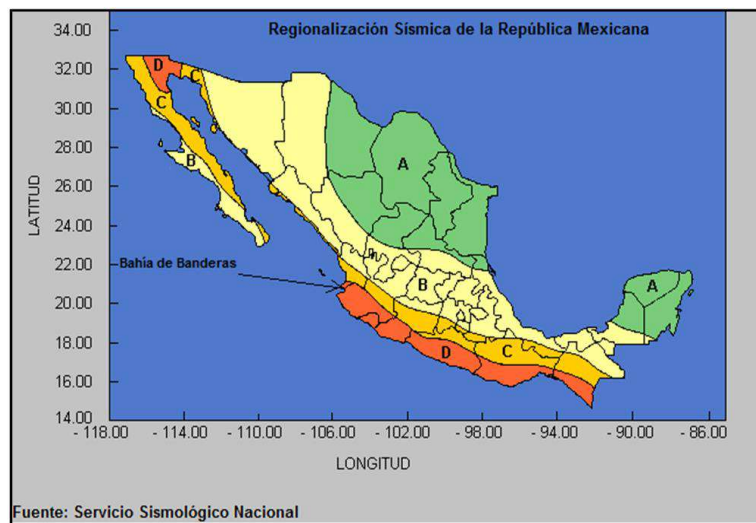 Regionalización Sísmica de la República Mexicana
34.00
32.00
30.00
28.00
26.00
24.00
22.00
20.00
18.00
16.00
14.00
LATITUD
D
C
C
B
A
A
B
C
D
Bahía de Banderas
- 118.00 - 114.00 - 110.00 - 106.00 - 102.00 - 98.00 - 94.00 - 90.00 - 86.00
LONGITUD
Fuente: Servicio Sismológico Nacional